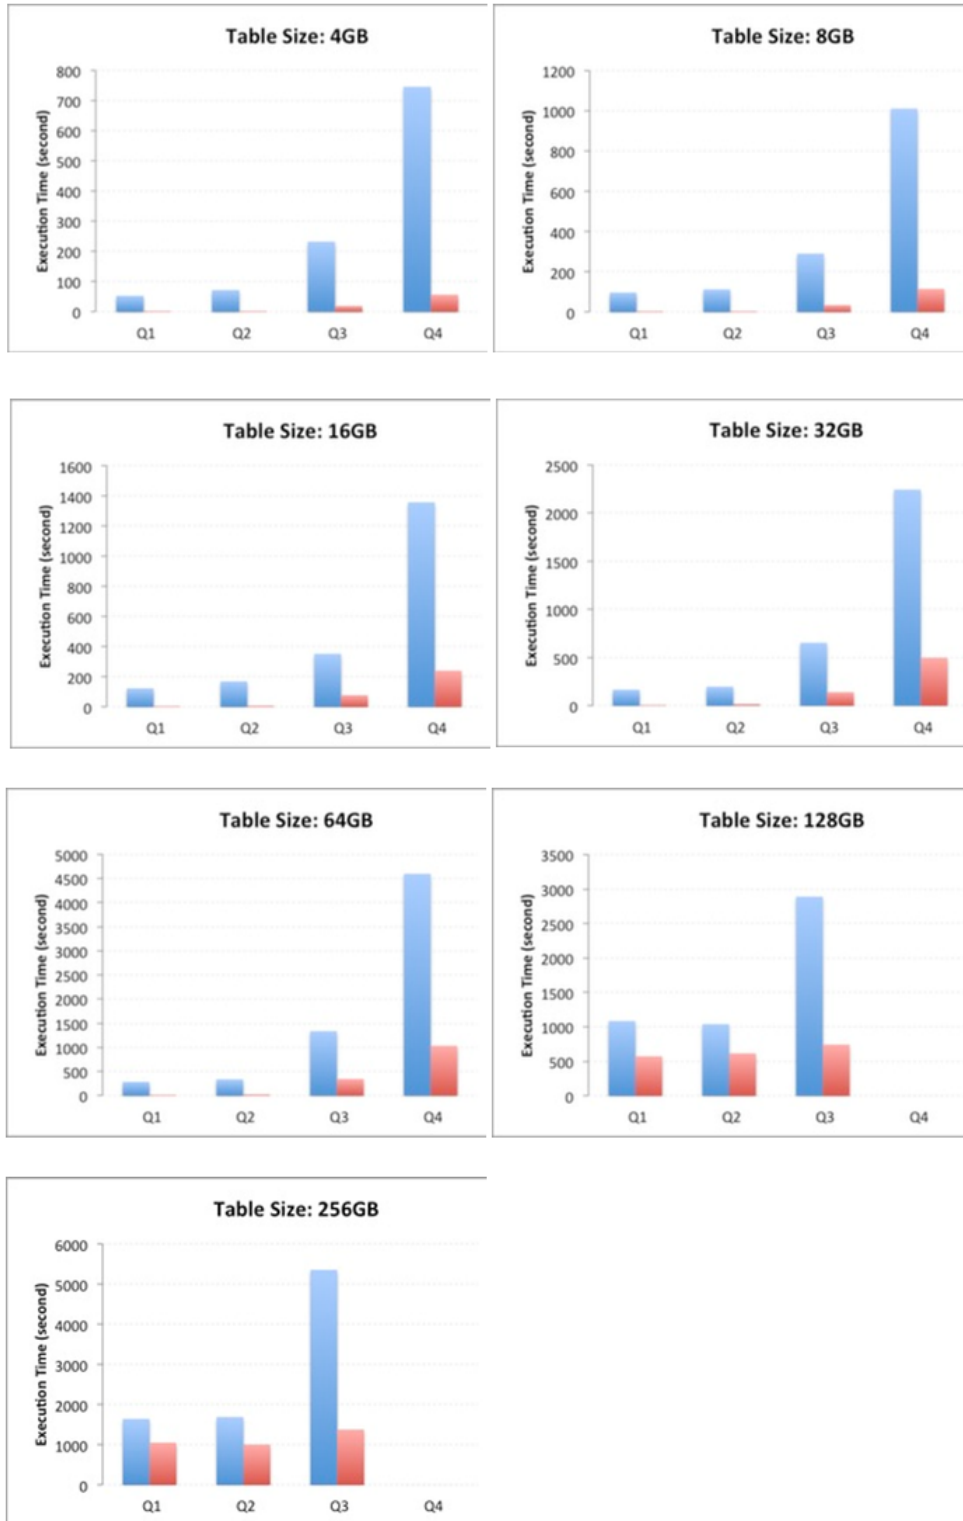 Table Size: 4GB
Execution Time (second)
800
700
600
500
400
300
200
100
0
Q1 Q2 Q3 Q4
Table Size: 8GB
Execution Time (second)
1200
1000
800
600
400
200
0
Q1 Q2 Q3 Q4
Table Size: 16GB
Execution Time (second)
1600
1400
1200
1000
800
600
400
200
0
Q1 Q2 Q3 Q4
Table Size: 32GB
Execution Time (second)
2500
2000
1500
1000
500
0
Q1 Q2 Q3 Q4
Table Size: 64GB
Execution Time (second)
5000
4500
4000
3500
3000
2500
2000
1500
1000
500
0
Q1 Q2 Q3 Q4
Table Size: 128GB
Execution Time (second)
3500
3000
2500
2000
1500
1000
500
0
Q1 Q2 Q3 Q4
Table Size: 256GB
Execution Time (second)
6000
5000
4000
3000
2000
1000
0
Q1 Q2 Q3 Q4